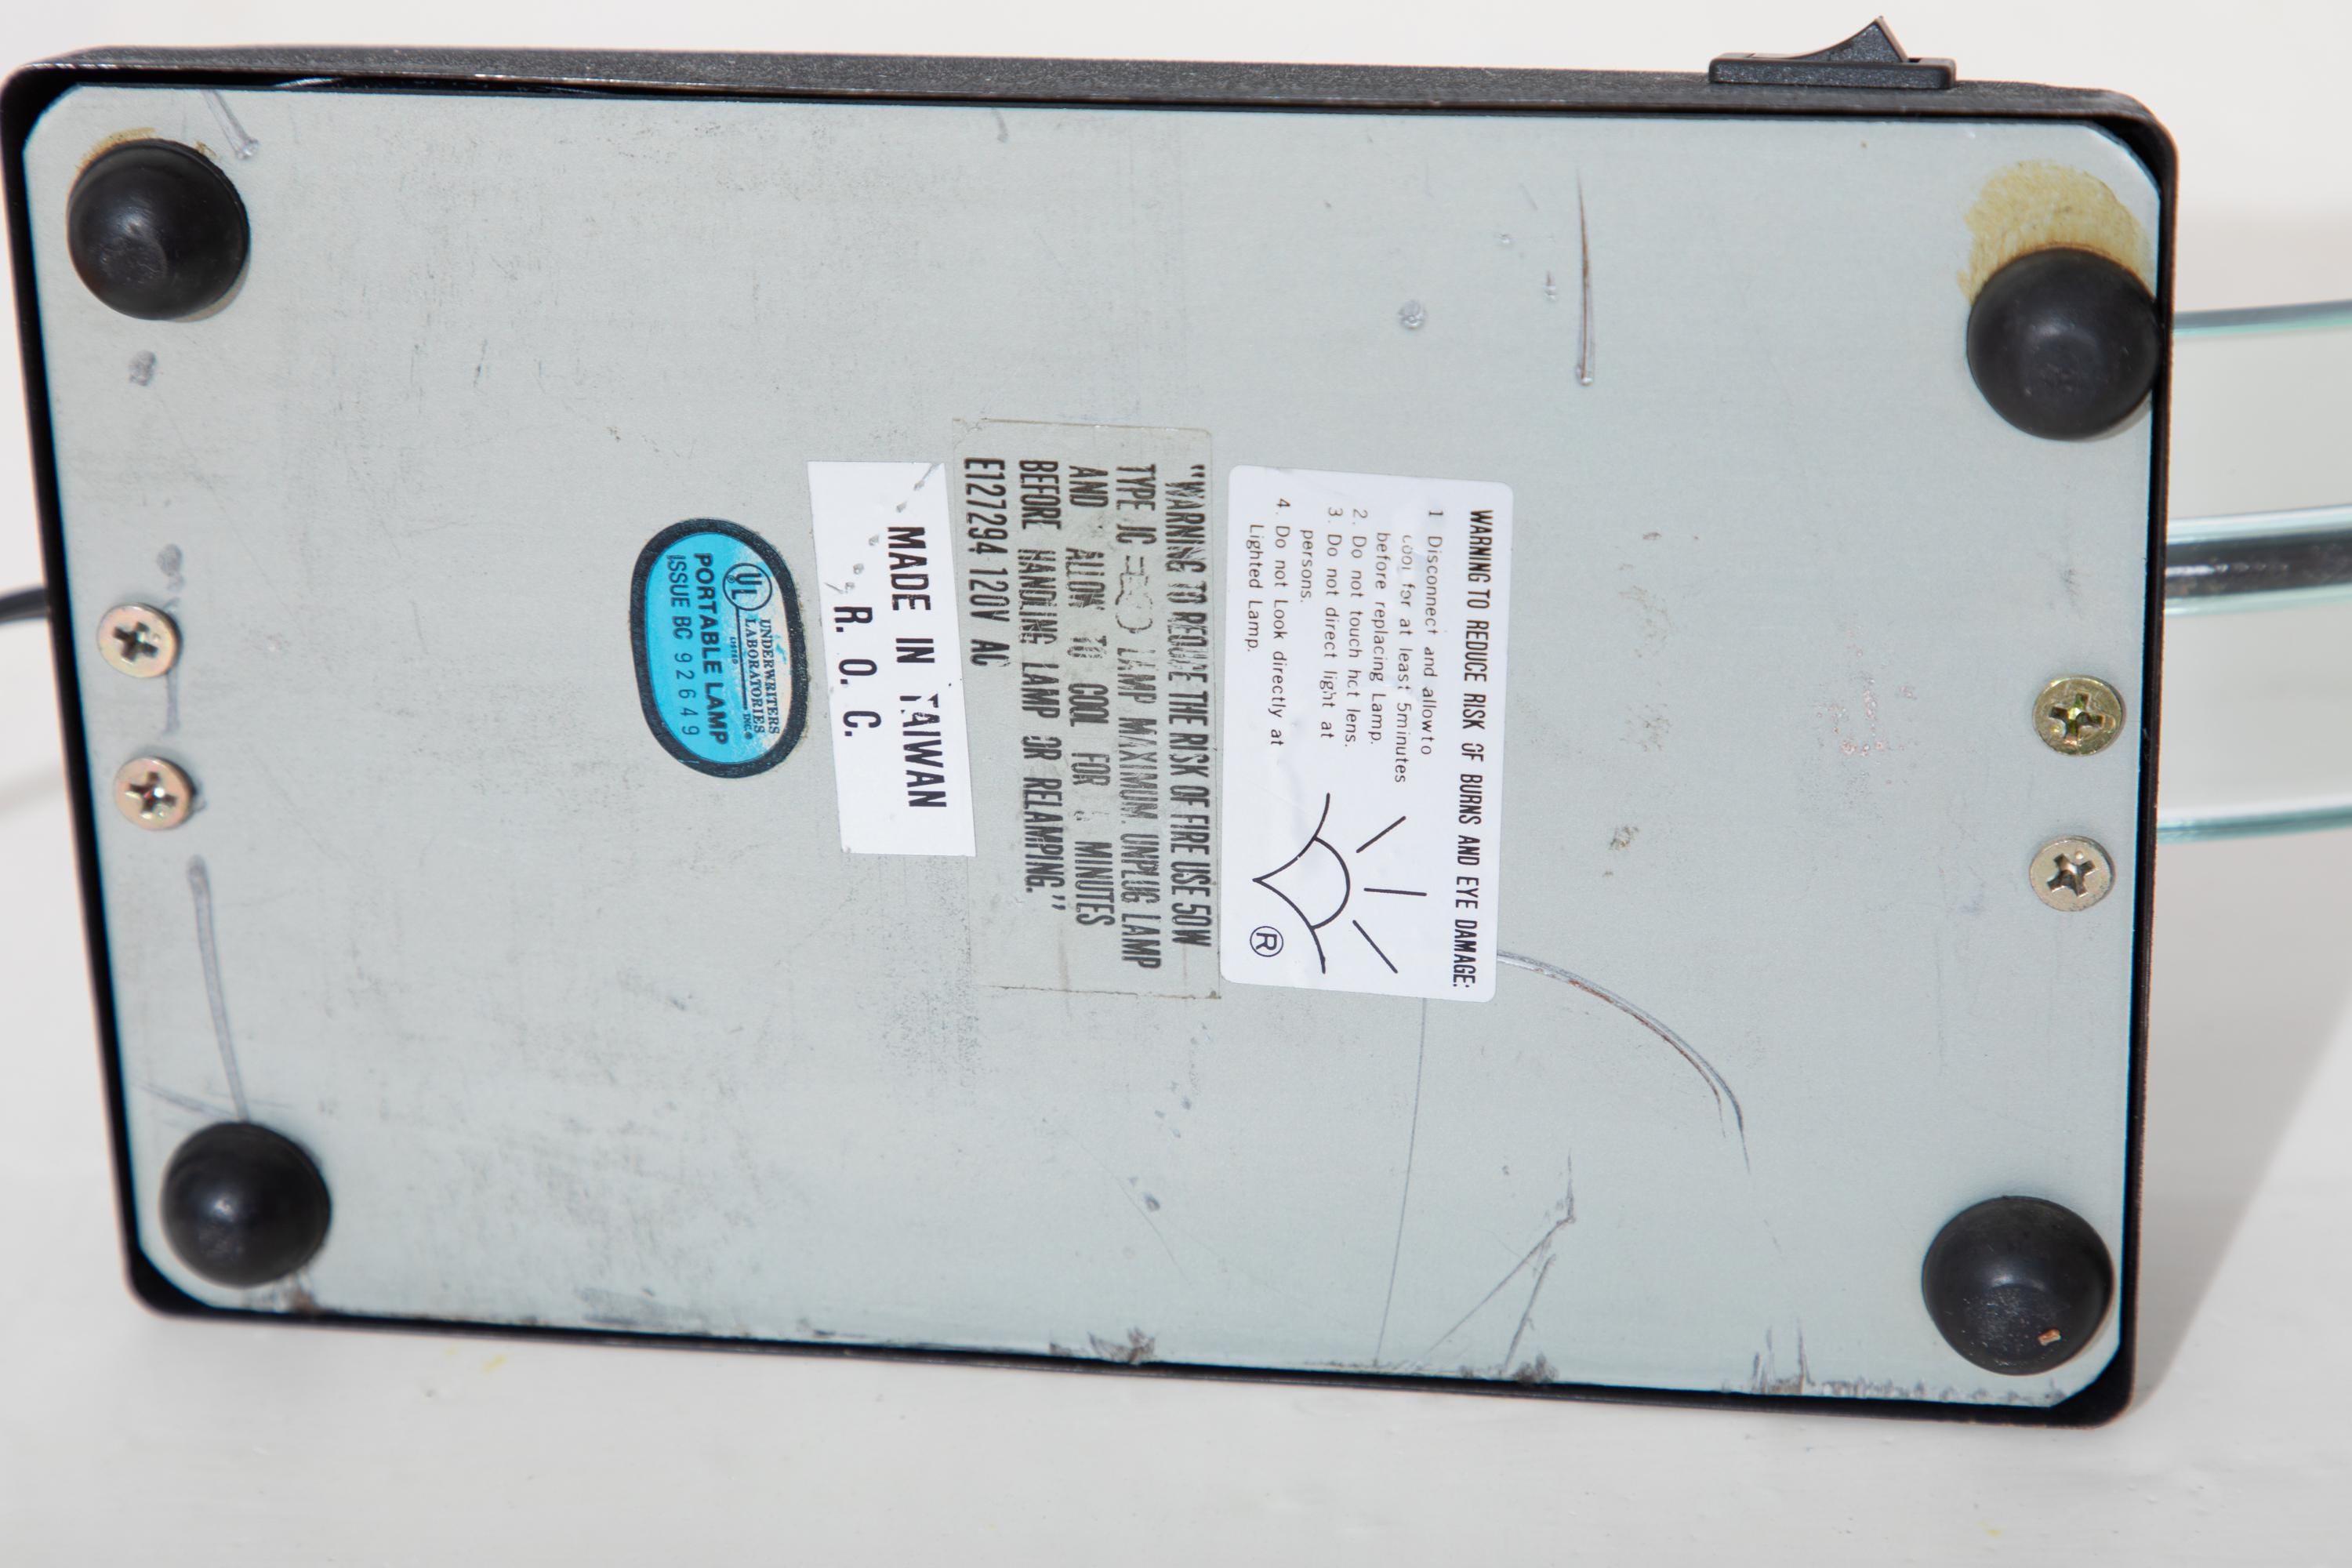 WARNING TO REDUCE RISK OF BURNS AND EYE DAMAGE:
1 Disconnect and allowto
cool for at least 5minutes
before replacing Lamp.
2. Do not touch hot lens.
3. Do not direct light at
persons.
4. Do not Look directly at
Lighted Lamp.
®
"WARNING TO REDUCE THE RISK OF FIRE USE 50W
TYPE JC LAMP MAXIMUM. UNPLUG LAMP
AND ALLOW TO COOL FOR MINUTES
BEFORE HANDLING LAMP OR RELAMPING."
E127294 120V AC
MADE IN TAIWAN
R. O. C.
UL
UNDERWRITERS
LABORATORIES INC.®
LISTED
PORTABLE LAMP
ISSUE BC 92649